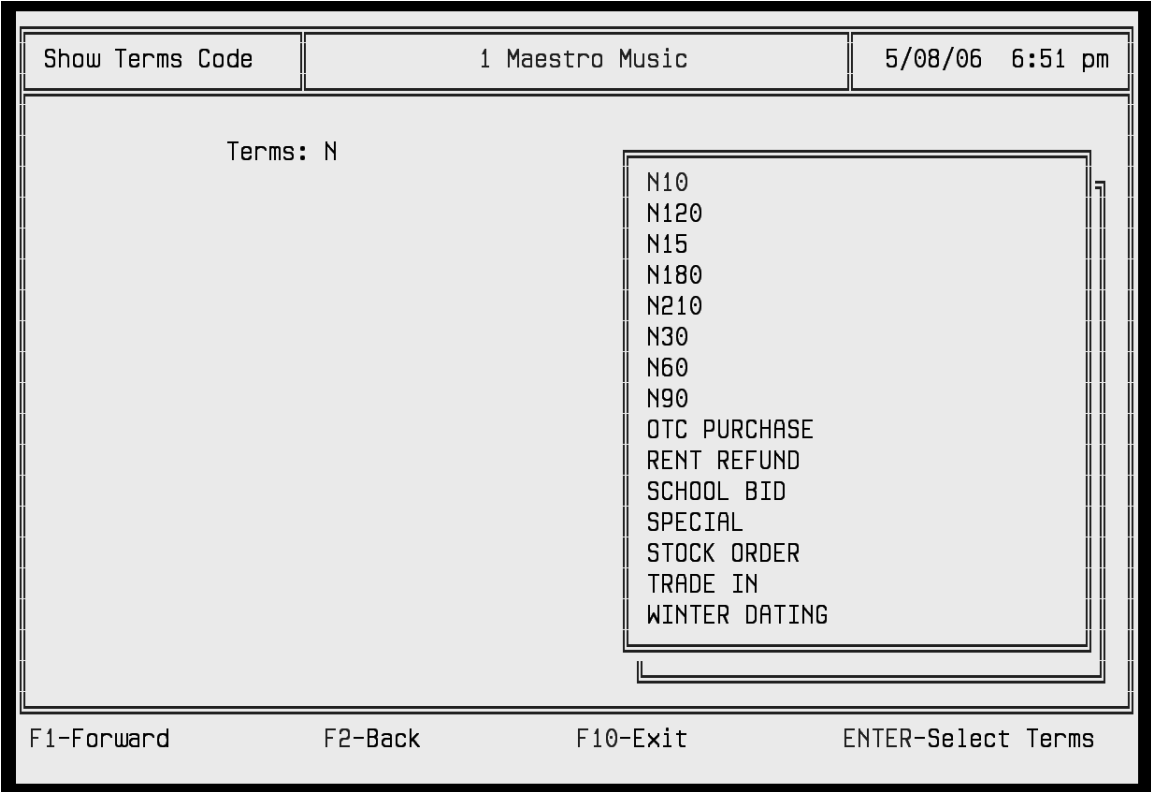 Show Terms Code 1 Maestro Music 5/08/06 6:51 pm
Terms: N
N10
N120
N15
N180
N210
N30
N60
N90
OTC PURCHASE
RENT REFUND
SCHOOL BID
SPECIAL
STOCK ORDER
TRADE IN
WINTER DATING
F1-Forward F2-Back F10-Exit ENTER-Select Terms